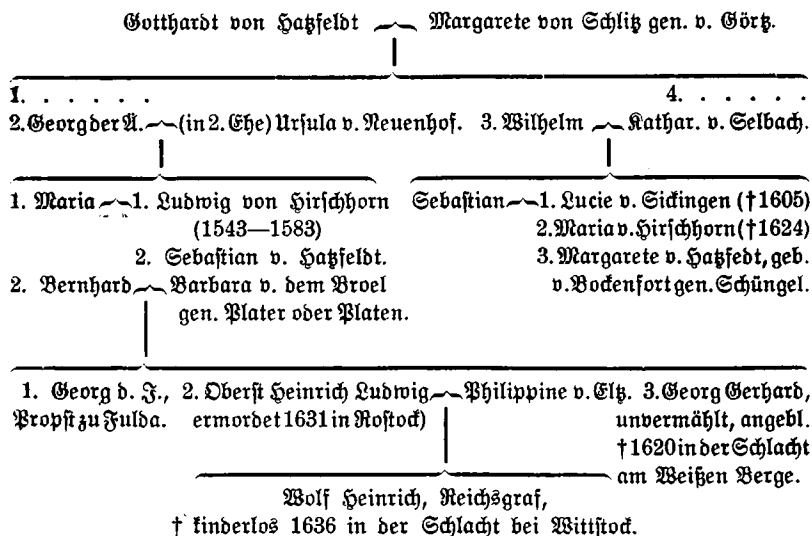 Gotthardt von Hatzfeldt Margarete von Schlitz gen. v. Görtz.
1. . . . . . 4. . . . . .
2. Georg der Ä. (in 2. Ehe) Ursula v. Neuenhof. 3. Wilhelm Kathar. v. Selbach.
1. Maria 1. Ludwig von Hirschhorn Sebastian 1. Lucie v. Sickingen († 1605)
(1543—1583) 2. Maria v. Hirschhorn († 1624)
2. Sebastian v. Hatzfeldt. 3. Margarete v. Hatzfedt, geb.
2. Bernhard Barbara v. dem Broel v. Bockenfort gen. Schüngel.
gen. Plater oder Platen.
1. Georg d. J., 2. Oberst Heinrich Ludwig Philippine v. Eltz. 3. Georg Gerhard,
Propst zu Fulda. ermordet 1631 in Rostock) unvermählt, angebl.
† 1620 in der Schlacht
am Weißen Berge.
Wolf Heinrich, Reichsgraf,
† kinderlos 1636 in der Schlacht bei Wittstock.